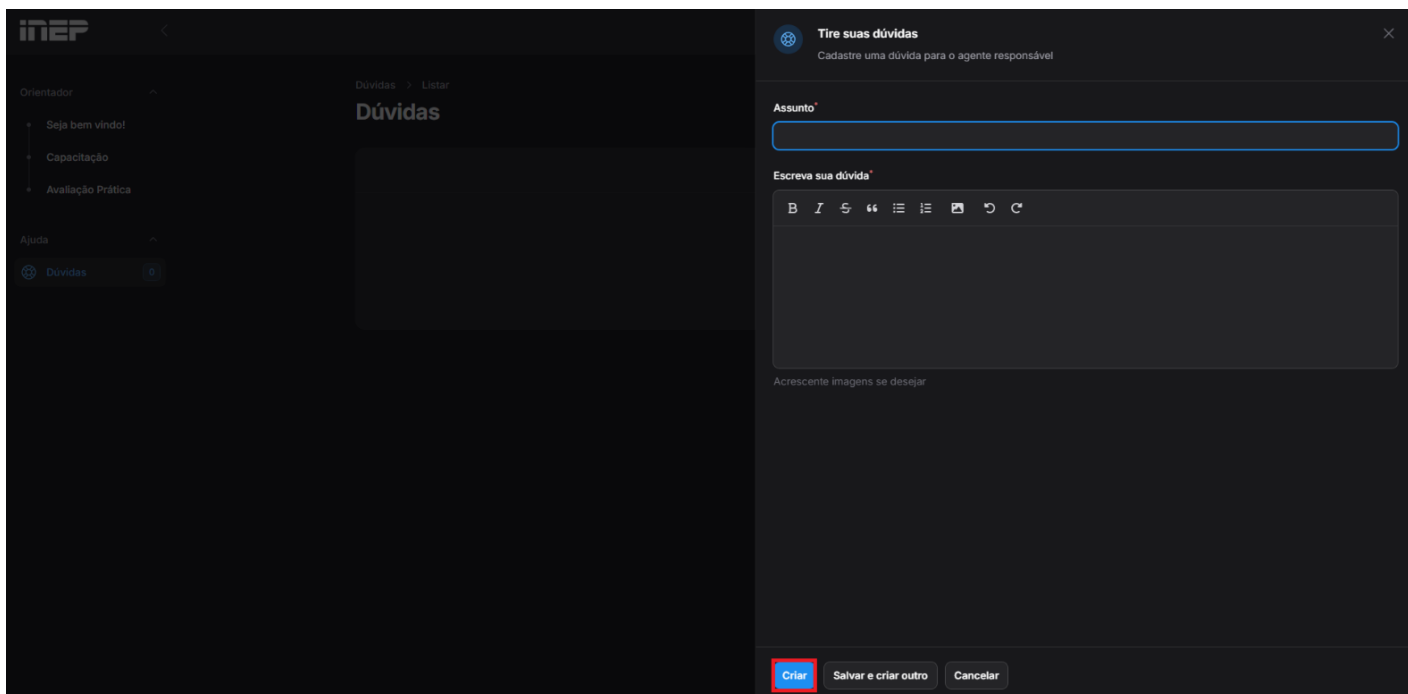 inep
Orientador
Seja bem vindo!
Capacitação
Avaliação Prática
Ajuda
Dúvidas 0
Dúvidas > Listar
Dúvidas
Tire suas dúvidas
Cadastre uma dúvida para o agente responsável
Assunto*
Escreva sua dúvida*
B I S
Acrescente imagens se desejar
Criar Salvar e criar outro Cancelar